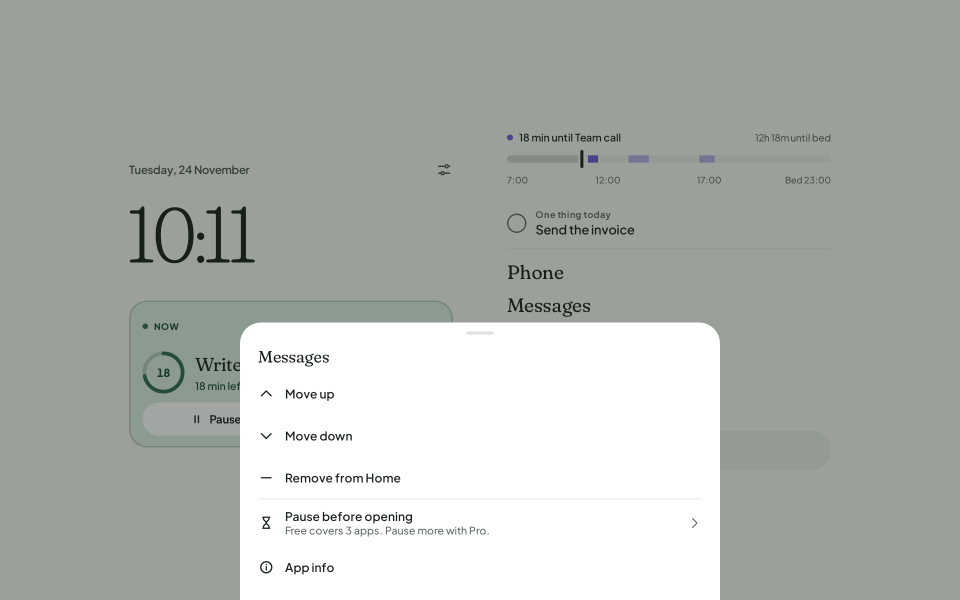 Tuesday, 24 November
10:11
NOW
18
Write
18 min left
Pause
18 min until Team call
12h 18m until bed
7:00
12:00
17:00
Bed 23:00
One thing today
Send the invoice
Phone
Messages
Messages
Move up
Move down
Remove from Home
Pause before opening
Free covers 3 apps. Pause more with Pro.
App info